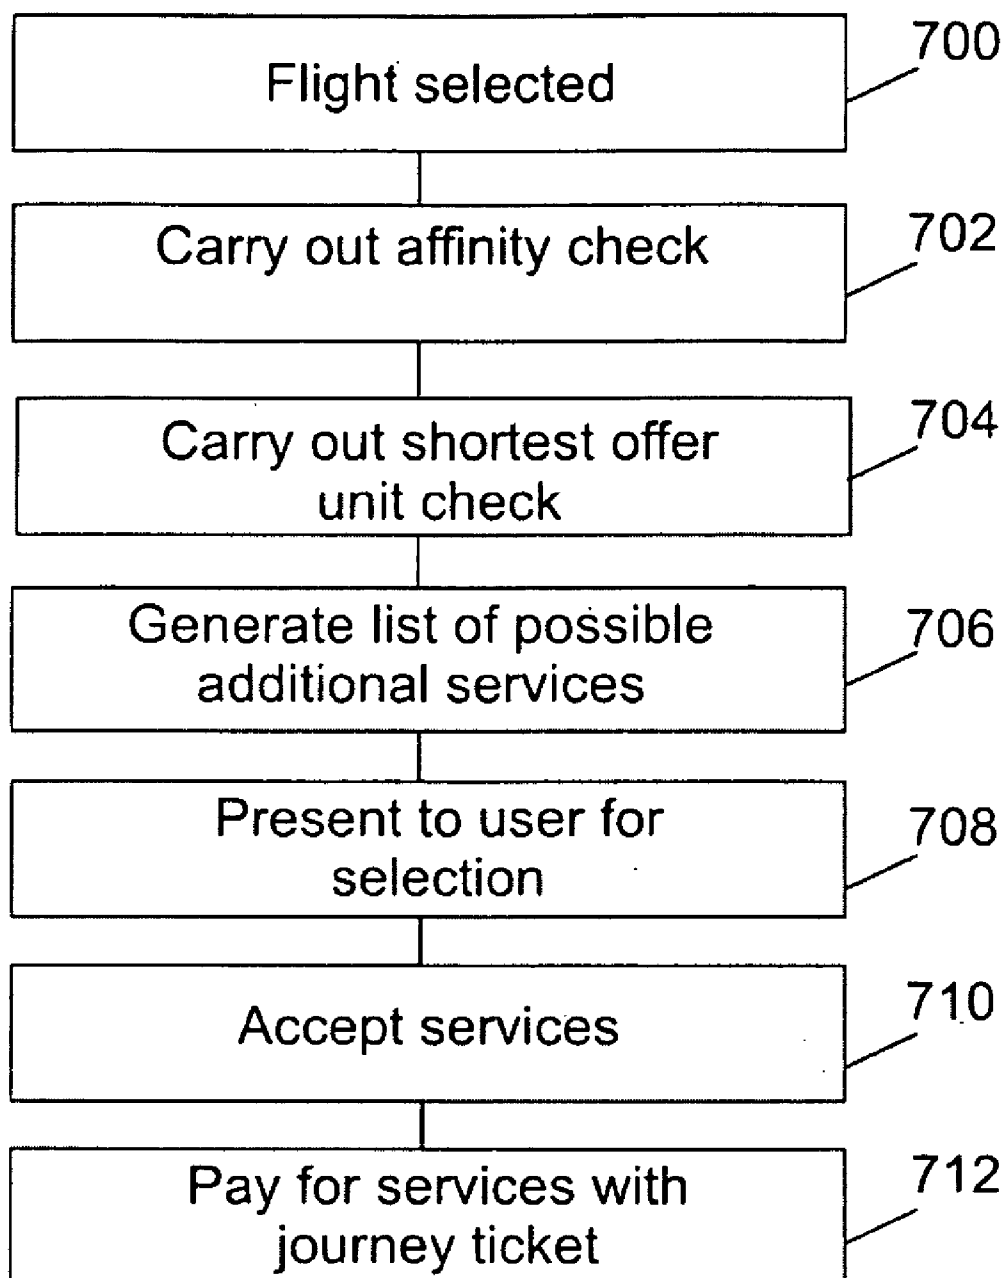 700
Flight selected
702
Carry out affinity check
704
Carry out shortest offer
unit check
706
Generate list of possible
additional services
708
Present to user for
selection
710
Accept services
712
Pay for services with
journey ticket